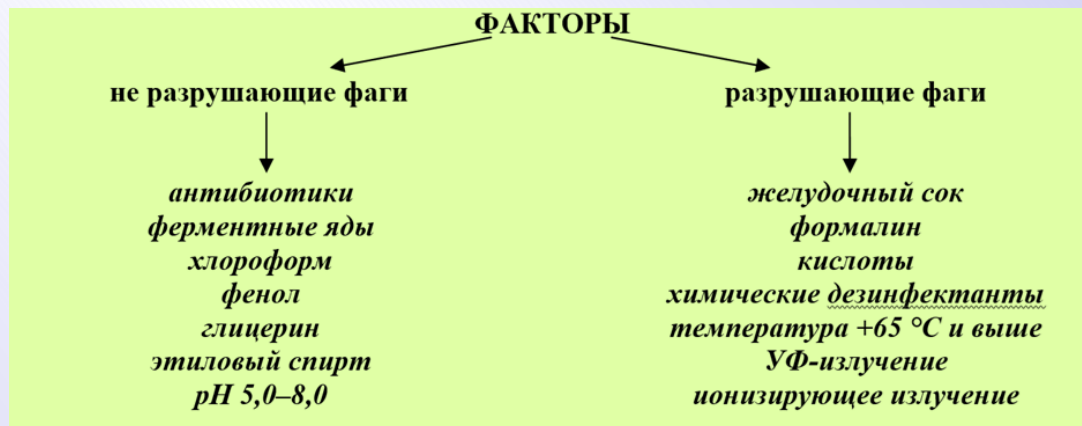 ФАКТОРЫ
не разрушающие фаги
антибиотики
ферментные яды
хлороформ
фенол
глицерин
этиловый спирт
pH 5,0–8,0
разрушающие фаги
желудочный сок
формалин
кислоты
химические дезинфектанты
температура +65 °C и выше
УФ-излучение
ионизирующее излучение